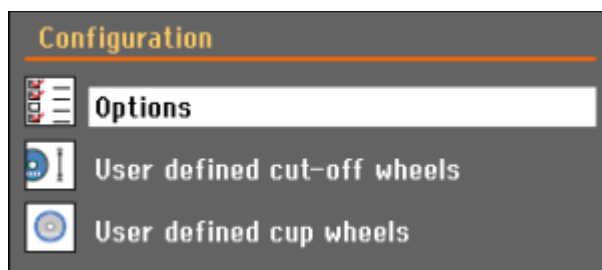 Configuration
Options
User defined cut-off wheels
User defined cup wheels